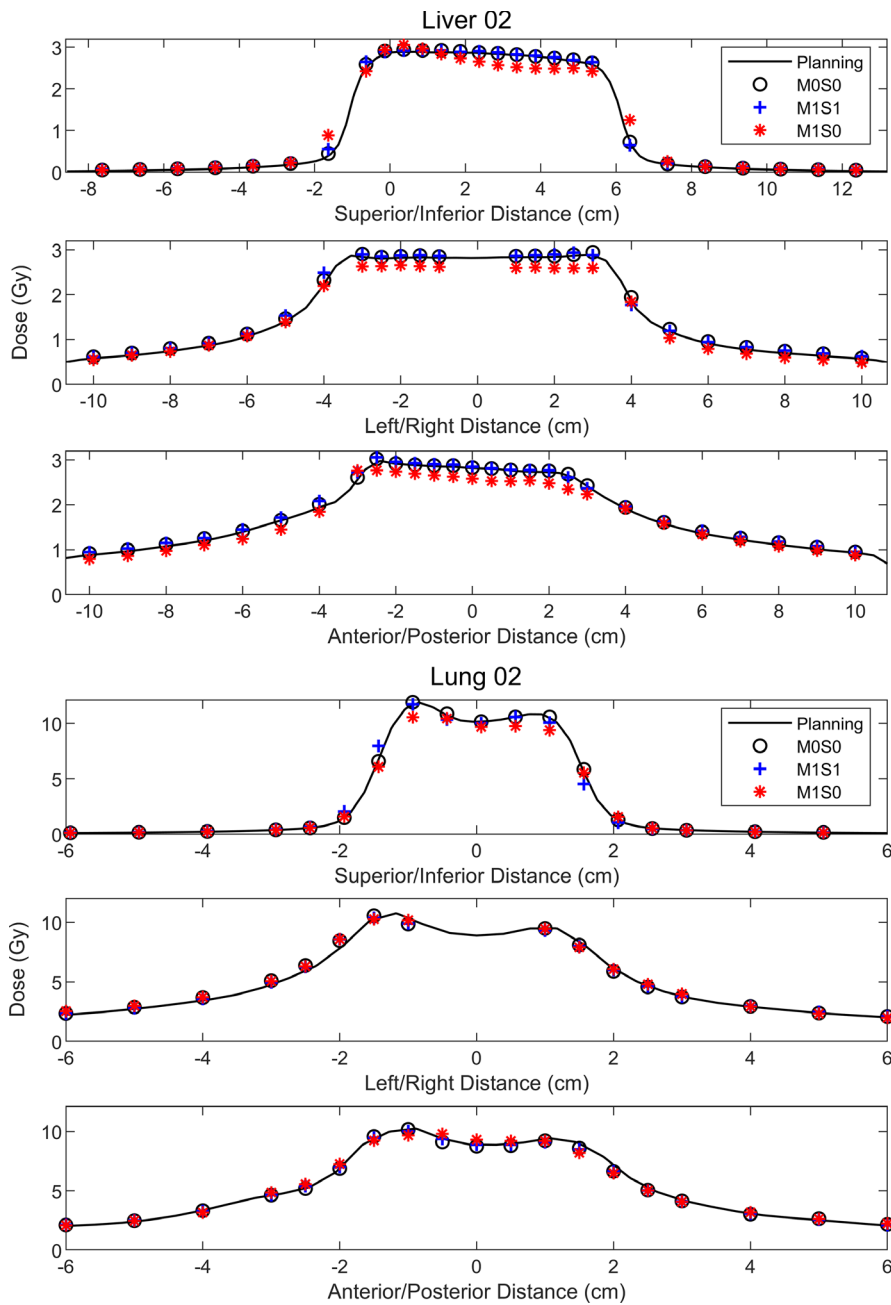 Liver 02
3
2
1
0
Planning
M0S0
M1S1
M1S0
-8 -6 -4 -2 0 2 4 6 8 10 12
Superior/Inferior Distance (cm)
3
2
1
0
Dose (Gy)
-10 -8 -6 -4 -2 0 2 4 6 8 10
Left/Right Distance (cm)
3
2
1
0
-10 -8 -6 -4 -2 0 2 4 6 8 10
Anterior/Posterior Distance (cm)
Lung 02
10
5
0
Planning
M0S0
M1S1
M1S0
-6 -4 -2 0 2 4 6
Superior/Inferior Distance (cm)
10
5
0
Dose (Gy)
-6 -4 -2 0 2 4 6
Left/Right Distance (cm)
10
5
0
-6 -4 -2 0 2 4 6
Anterior/Posterior Distance (cm)